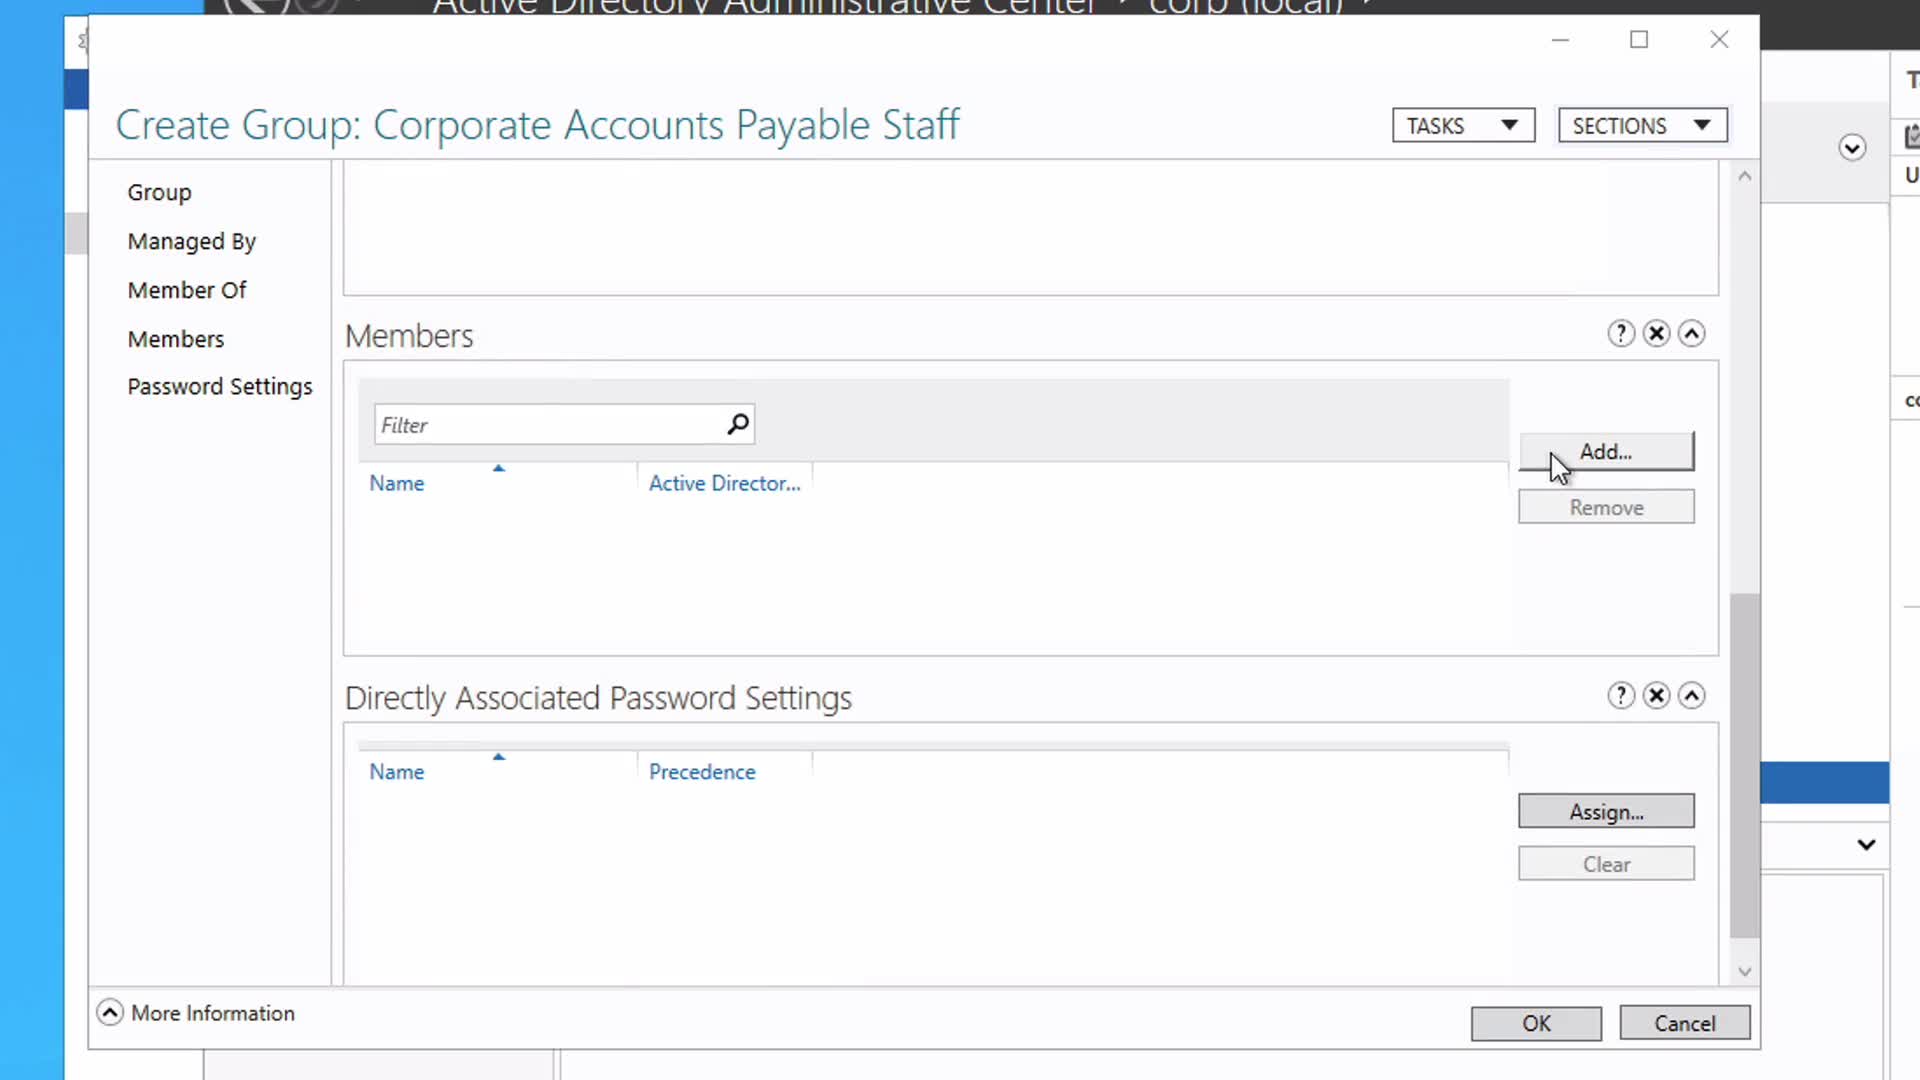 Active Directory Administrative Center › corp (local) ›
Create Group: Corporate Accounts Payable Staff
TASKS
SECTIONS
Group
Managed By
Member Of
Members
Password Settings
Members
?
Filter
Name
Active Director...
Add...
Remove
Directly Associated Password Settings
?
Name
Precedence
Assign...
Clear
More Information
OK
Cancel